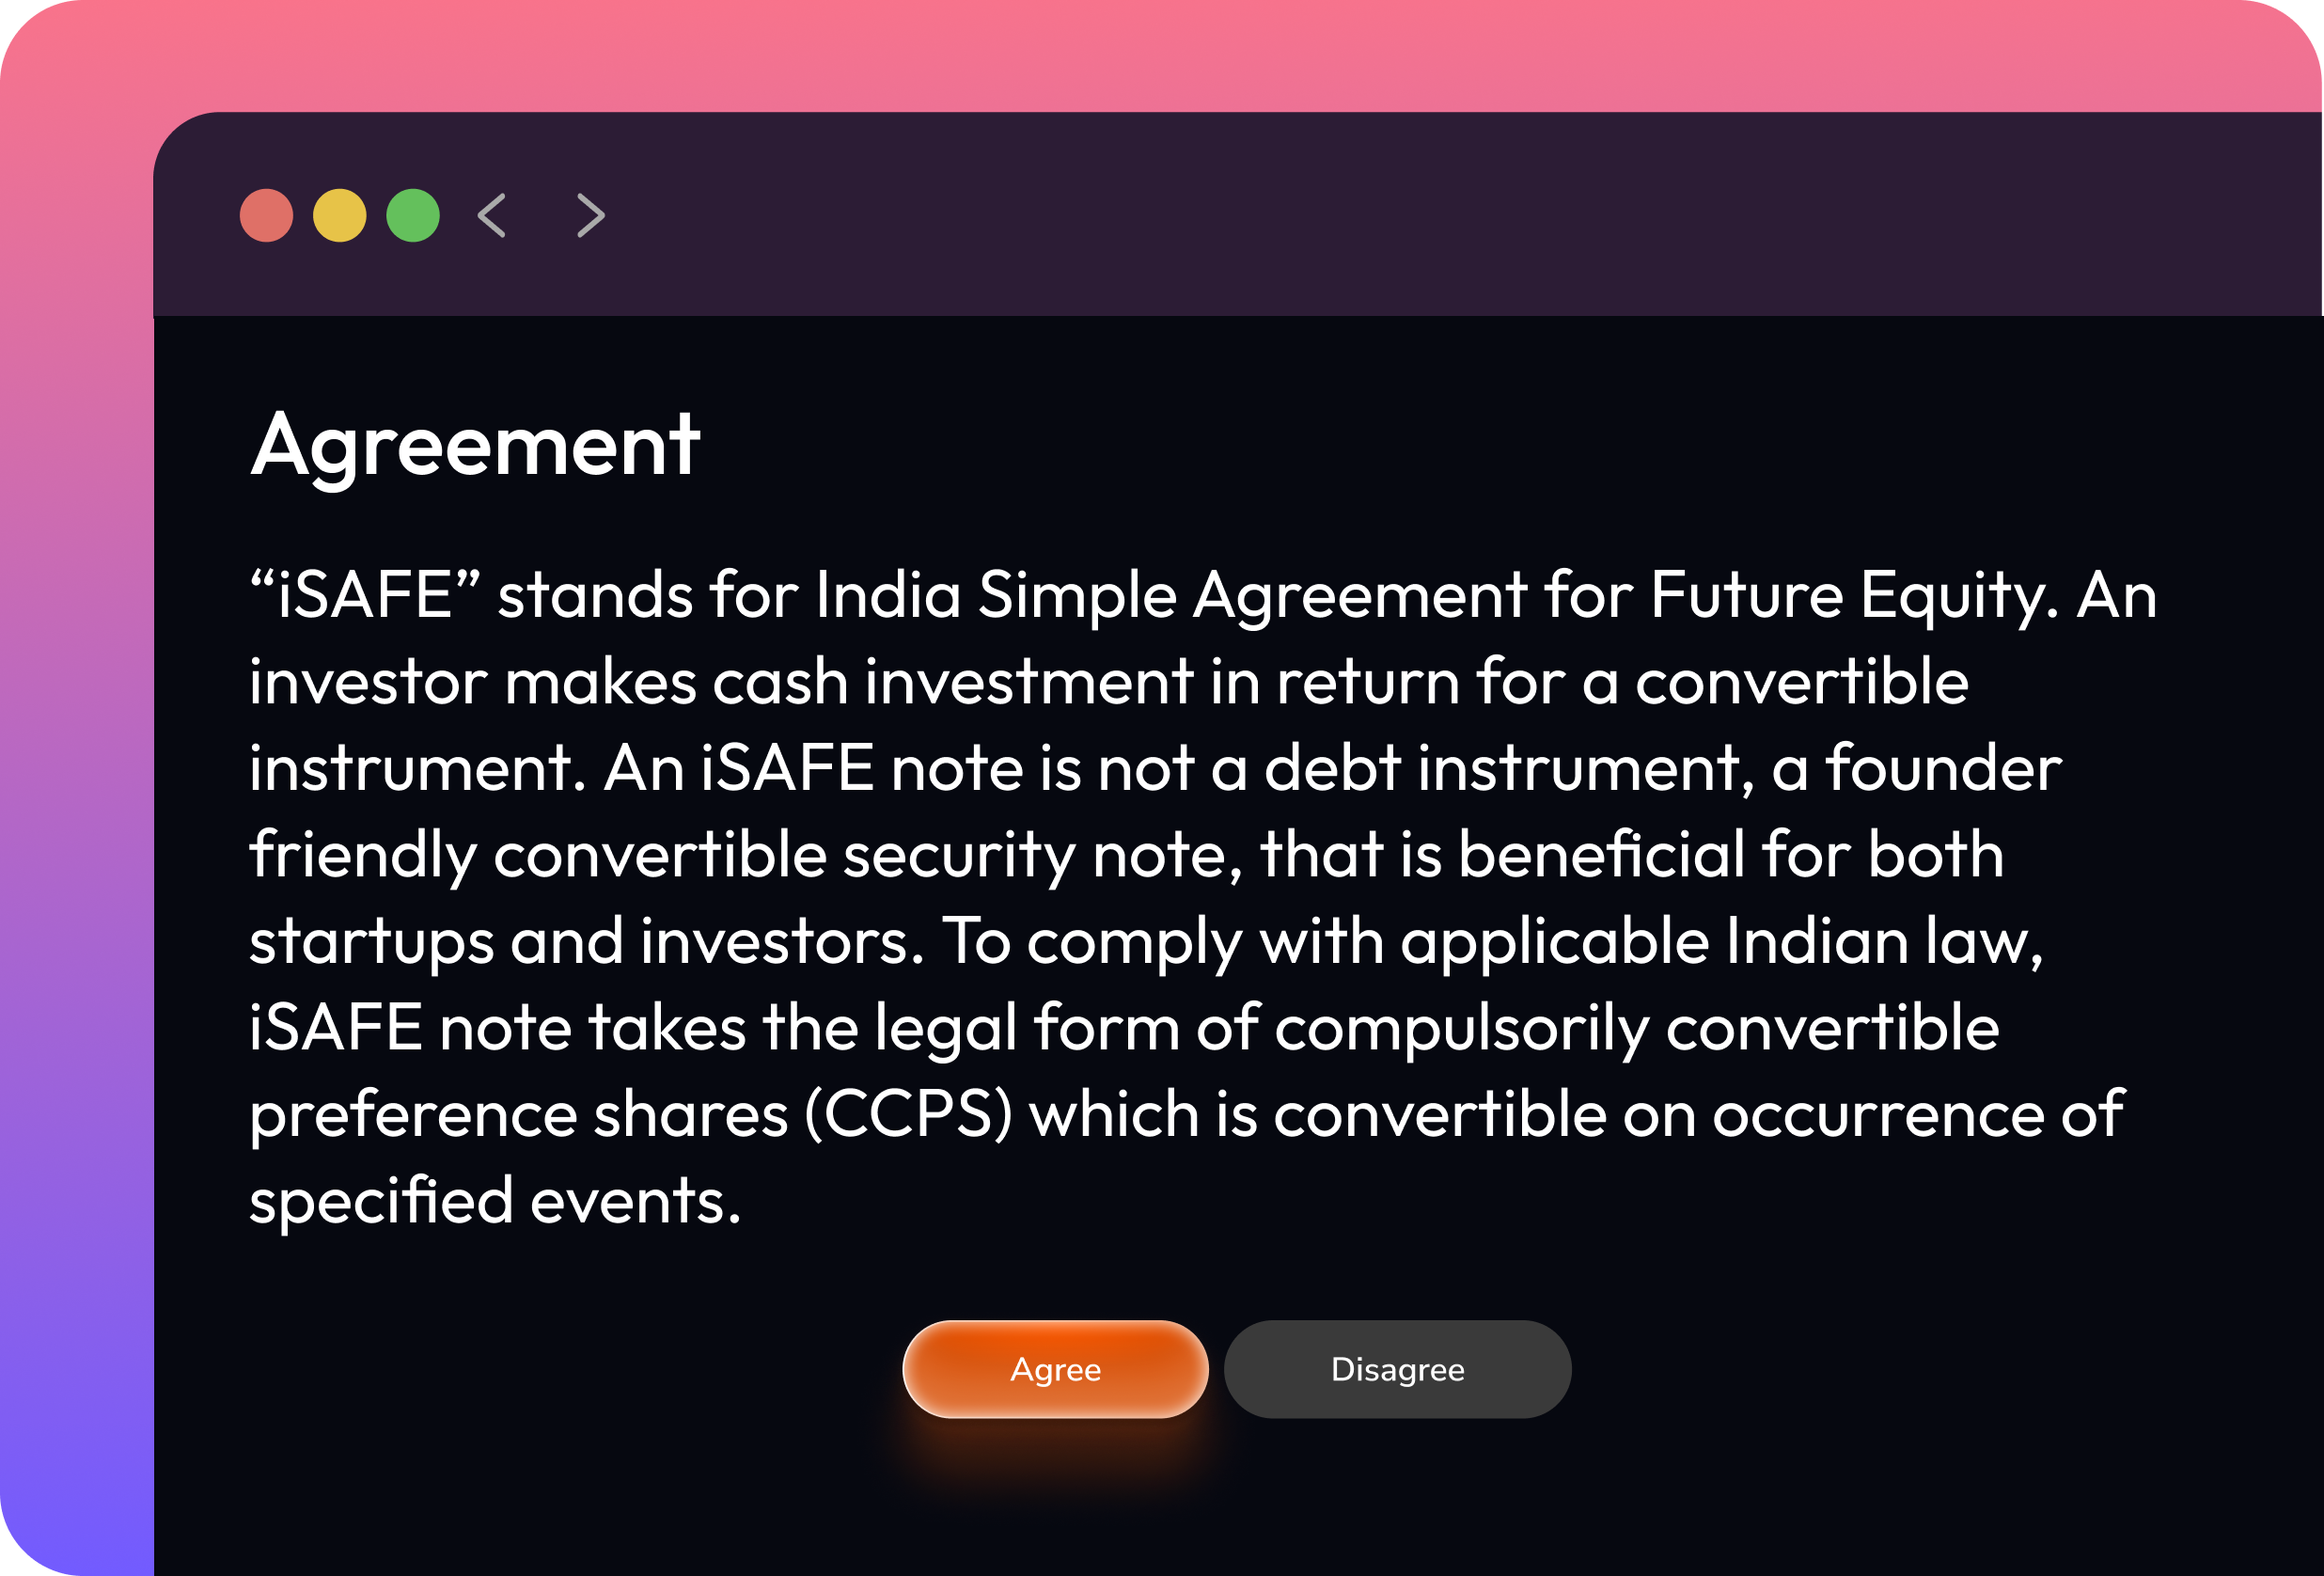 Agreement
“iSAFE” stands for India Simple Agreement for Future Equity. An
investor makes cash investment in return for a convertible
instrument. An iSAFE note is not a debt instrument, a founder
friendly convertible security note, that is beneficial for both
startups and investors. To comply with applicable Indian law,
iSAFE note takes the legal form of compulsorily convertible
preference shares (CCPS) which is convertible on occurrence of
specified events.
Agree
Disagree